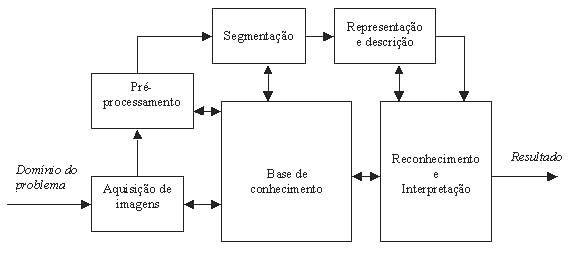 Segmentação
Representação
e descrição
Pré-
processamento
Domínio do
problema
Aquisição de
imagens
Base de
conhecimento
Reconhecimento
e
Interpretação
Resultado